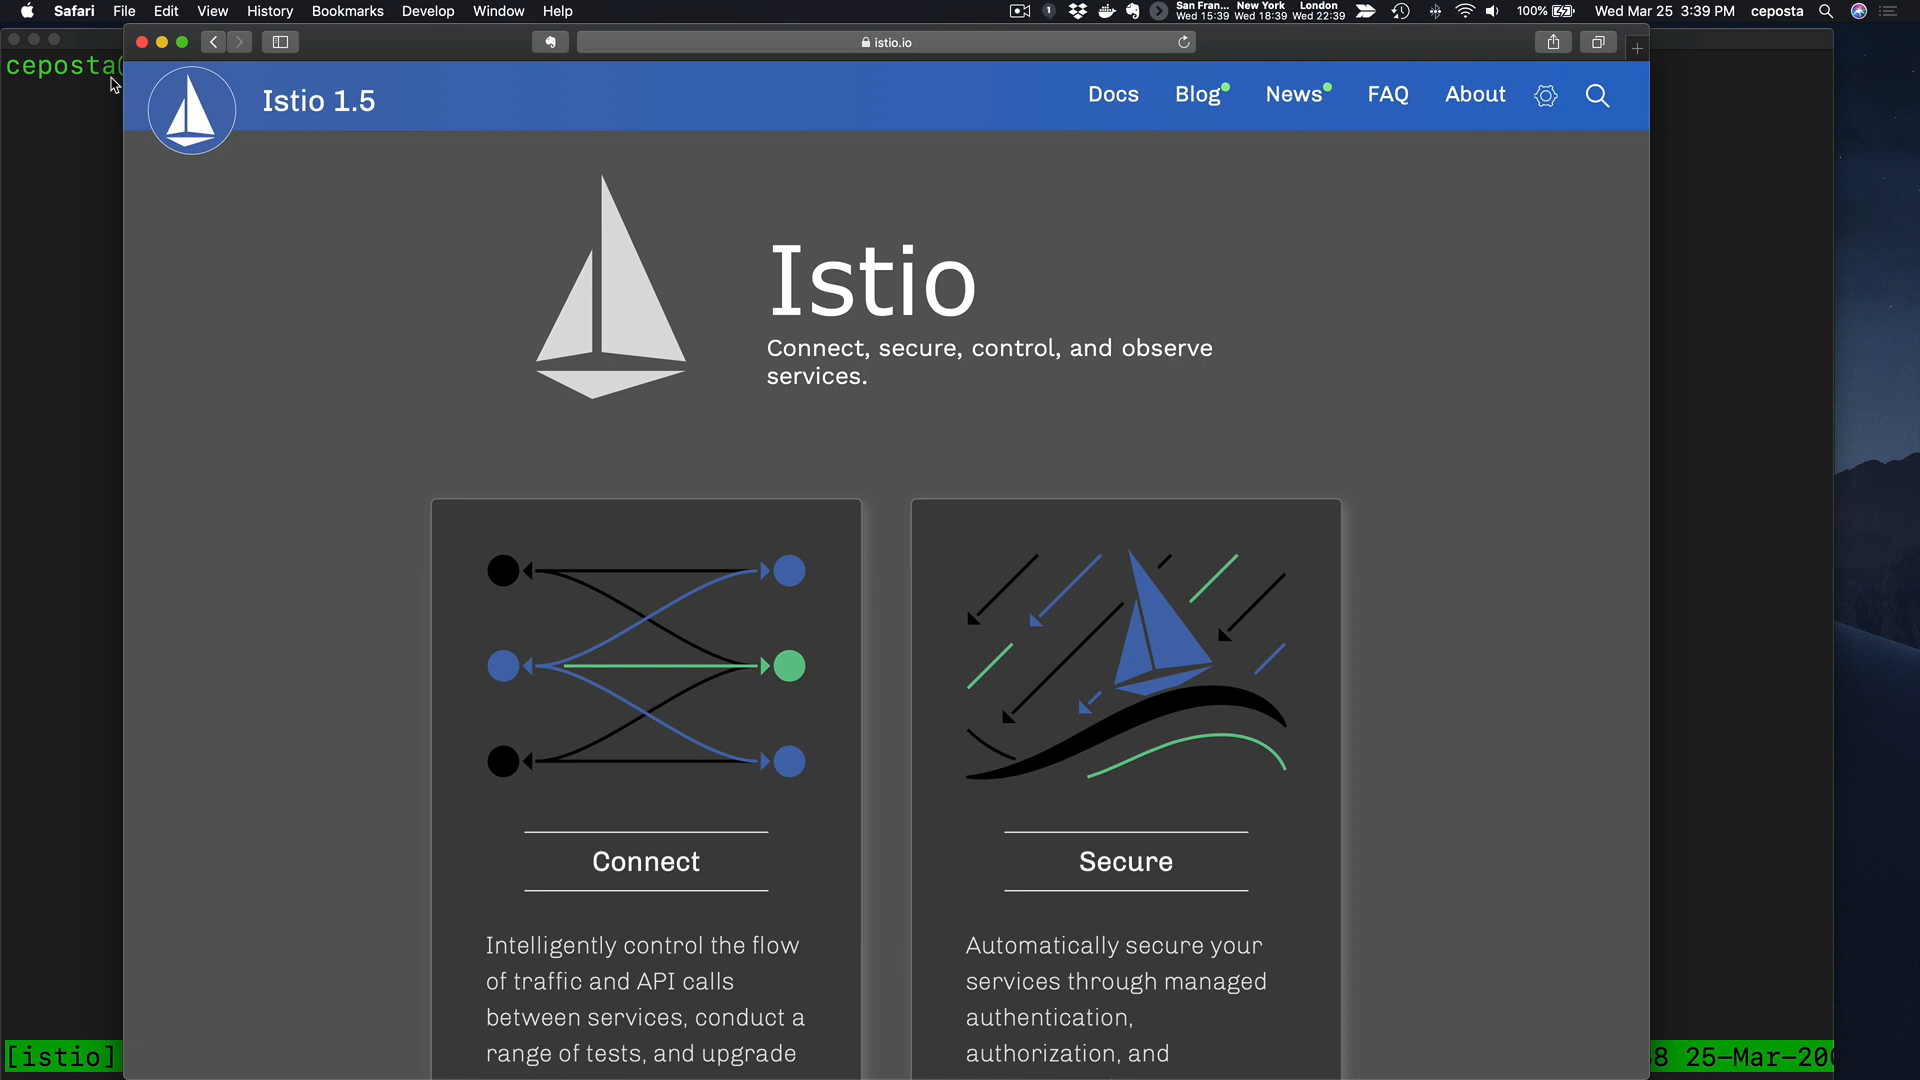 Safari File Edit View History Bookmarks Develop Window Help
1
San Fran... New York London
Wed 15:39 Wed 18:39 Wed 22:39
100%
Wed Mar 25 3:39 PM ceposta
istio.io
ceposta
Istio 1.5
Docs Blog News FAQ About
Istio
Connect, secure, control, and observe
services.
Connect
Intelligently control the flow
of traffic and API calls
between services, conduct a
range of tests, and upgrade
Secure
Automatically secure your
services through managed
authentication,
authorization, and
[istio]
8 25-Mar-20